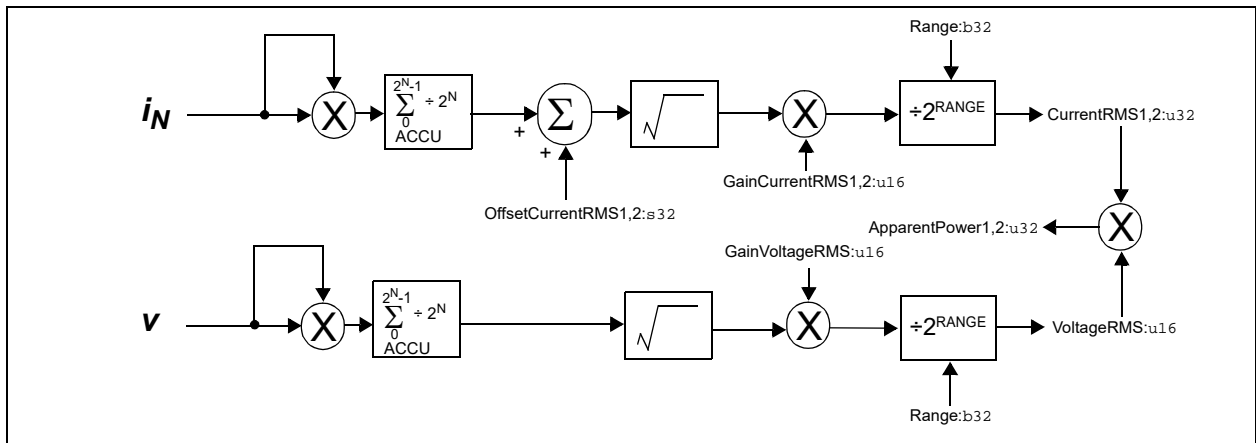 Range:b32
i_N
X
2^N-1
∑ ÷ 2^N
0
ACCU
+
+
Σ
√
X
÷2^RANGE
CurrentRMS1,2:u32
GainCurrentRMS1,2:u16
OffsetCurrentRMS1,2:s32
ApparentPower1,2:u32
X
GainVoltageRMS:u16
v
X
2^N-1
∑ ÷ 2^N
0
ACCU
√
X
÷2^RANGE
VoltageRMS:u16
Range:b32